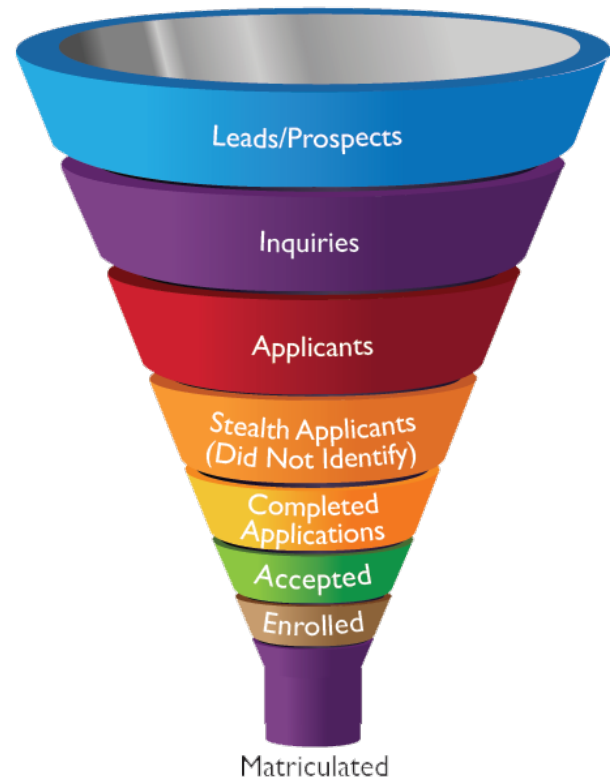 Leads/Prospects
Inquiries
Applicants
Stealth Applicants
(Did Not Identify)
Completed
Applications
Accepted
Enrolled
Matriculated